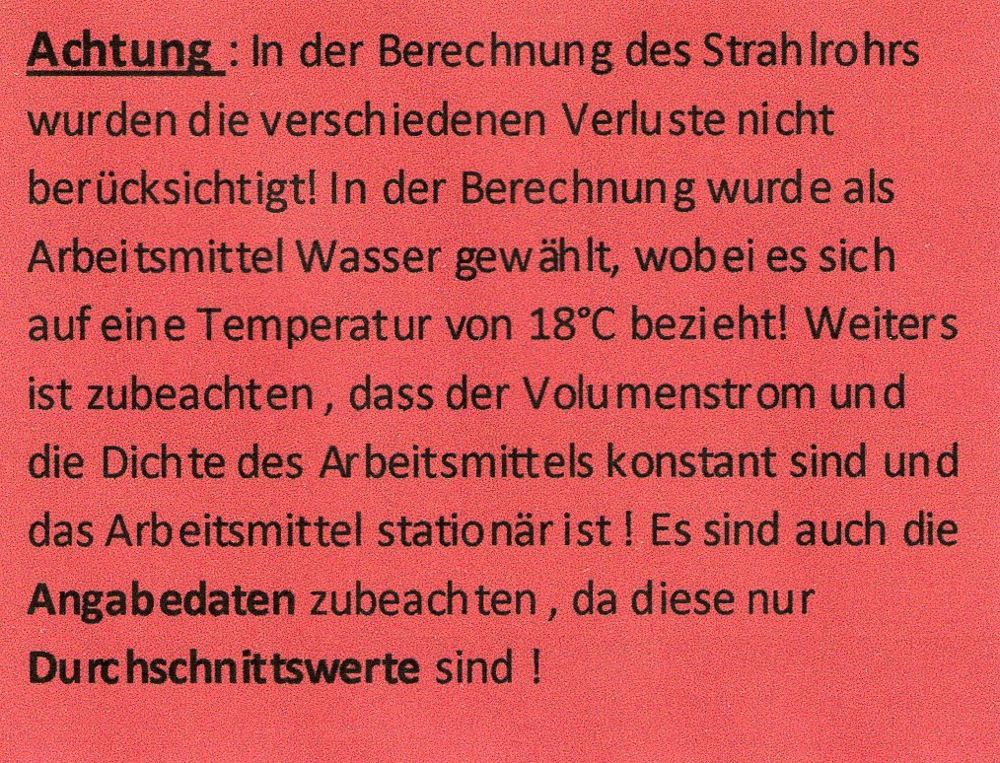 Achtung : In der Berechnung des Strahlrohrs
wurden die verschiedenen Verluste nicht
berücksichtigt! In der Berechnung wurde als
Arbeitsmittel Wasser gewählt, wobei es sich
auf eine Temperatur von 18°C bezieht! Weiters
ist zubeachten , dass der Volumenstrom und
die Dichte des Arbeitsmittels konstant sind und
das Arbeitsmittel stationär ist ! Es sind auch die
Angabedaten zubeachten , da diese nur
Durchschnittswerte sind !